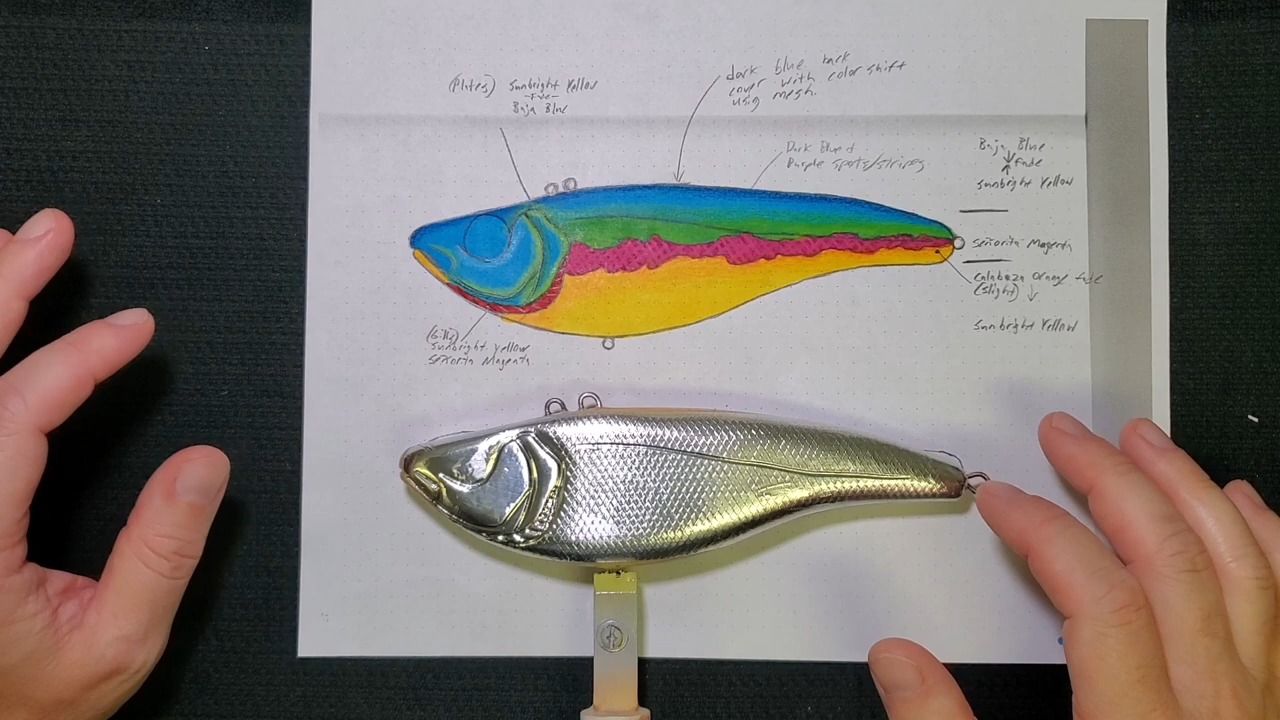 (Plates) Sunbright Yellow
Baja Blue
dark blue back
cover with color shift
using mesh.
Dark Blue &
Purple spots/stripes
Baja Blue
fade
Sunbright Yellow
Señorita Magenta
Calabaza Orange fade
(slight)
Sunbright Yellow
(Gills)
Sunbright Yellow
Señorita Magenta